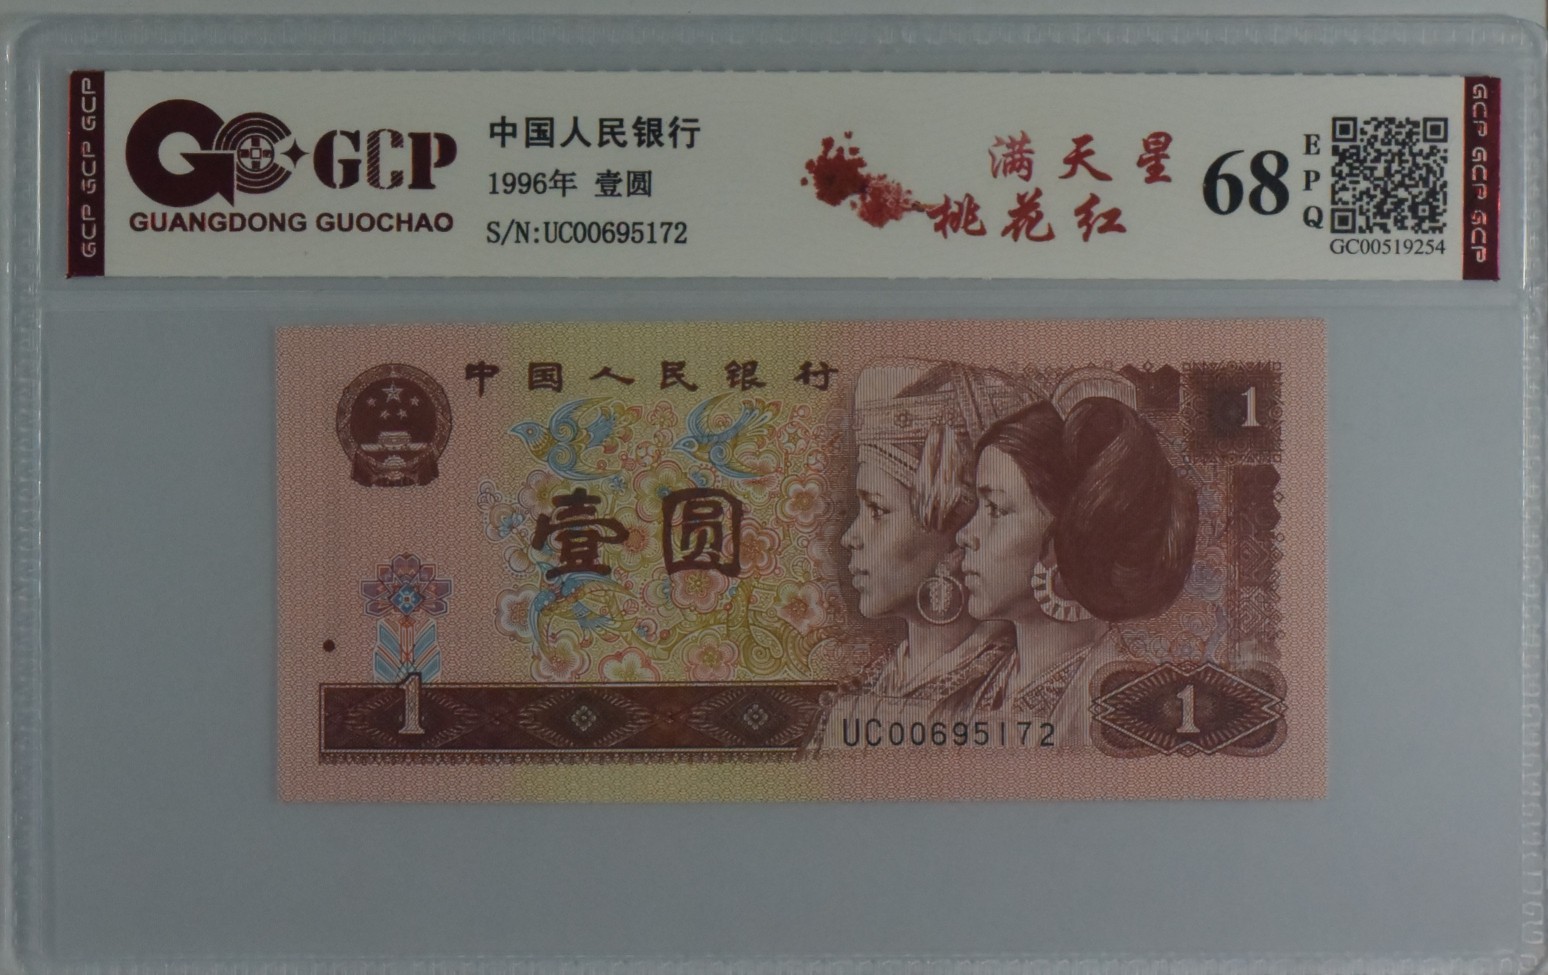 GCP GCP GCP
GCP
GUANGDONG GUOCHAO
中国人民银行
1996年 壹圆
S/N:UC00695172
满天星
桃花红
68
EPQ
GC00519254
GCP GCP GCP
中国人民银行
1
壹圆
1
UC00695172
1